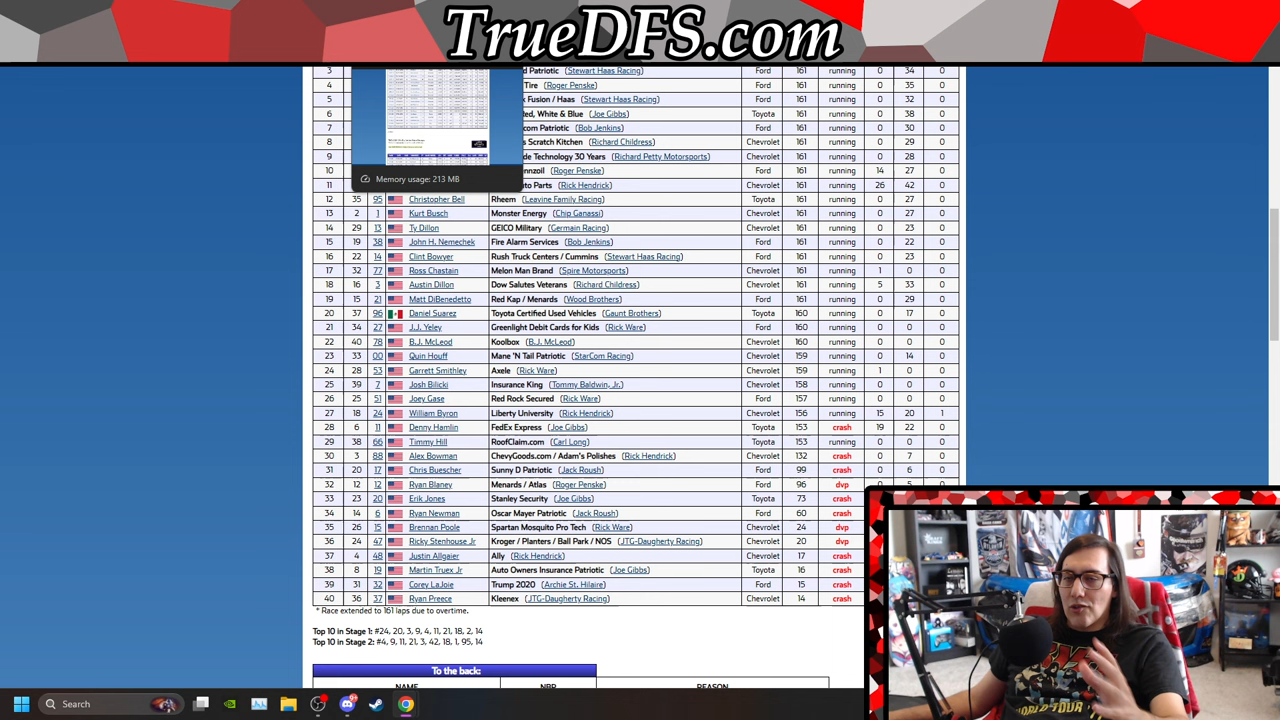 TrueDFS.com
3 d Patriotic (Stewart Haas Racing) Ford 161 running 0 34 0
4 Tire (Roger Penske) Ford 161 running 0 35 0
5 x Fusion / Haas (Stewart Haas Racing) Ford 161 running 0 32 0
6 ed, White & Blue (Joe Gibbs) Toyota 161 running 0 38 0
7 com Patriotic (Bob Jenkins) Ford 161 running 0 30 0
8 s Scratch Kitchen (Richard Childress) Chevrolet 161 running 0 29 0
9 de Technology 30 Years (Richard Petty Motorsports) Chevrolet 161 running 0 28 0
10 nnzoil (Roger Penske) Ford 161 running 14 27 0
Memory usage: 213 MB
11 uto Parts (Rick Hendrick) Chevrolet 161 running 26 42 0
12 35 95 Christopher Bell Rheem (Leavine Family Racing) Toyota 161 running 0 27 0
13 2 1 Kurt Busch Monster Energy (Chip Ganassi) Chevrolet 161 running 0 27 0
14 29 13 Ty Dillon GEICO Military (Germain Racing) Chevrolet 161 running 0 23 0
15 19 38 John H. Nemechek Fire Alarm Services (Bob Jenkins) Ford 161 running 0 22 0
16 22 14 Clint Bowyer Rush Truck Centers / Cummins (Stewart Haas Racing) Ford 161 running 0 23 0
17 32 77 Ross Chastain Melon Man Brand (Spire Motorsports) Chevrolet 161 running 1 0 0
18 16 3 Austin Dillon Dow Salutes Veterans (Richard Childress) Chevrolet 161 running 5 33 0
19 15 21 Matt DiBenedetto Red Kap / Menards (Wood Brothers) Ford 161 running 0 29 0
20 37 96 Daniel Suarez Toyota Certified Used Vehicles (Gaunt Brothers) Toyota 160 running 0 17 0
21 34 27 J.J. Yeley Greenlight Debit Cards for Kids (Rick Ware) Ford 160 running 0 0 0
22 40 78 B.J. McLeod Koolbox (B.J. McLeod) Chevrolet 160 running 0 0 0
23 33 00 Quin Houff Mane 'N Tail Patriotic (StarCom Racing) Chevrolet 159 running 0 14 0
24 28 53 Garrett Smithley Axele (Rick Ware) Chevrolet 159 running 1 0 0
25 39 7 Josh Bilicki Insurance King (Tommy Baldwin, Jr.) Chevrolet 158 running 0 0 0
26 25 51 Joey Gase Red Rock Secured (Rick Ware) Ford 157 running 0 0 0
27 18 24 William Byron Liberty University (Rick Hendrick) Chevrolet 156 running 15 20 1
28 6 11 Denny Hamlin FedEx Express (Joe Gibbs) Toyota 153 crash 19 22 0
29 38 66 Timmy Hill RoofClaim.com (Carl Long) Toyota 153 running 0 0 0
30 3 88 Alex Bowman ChevyGoods.com / Adam's Polishes (Rick Hendrick) Chevrolet 132 crash 0 7 0
31 20 17 Chris Buescher Sunny D Patriotic (Jack Roush) Ford 99 crash 0 6 0
32 12 12 Ryan Blaney Menards / Atlas (Roger Penske) Ford 96 dvp 0 5 0
33 23 20 Erik Jones Stanley Security (Joe Gibbs) Toyota 73 crash
34 14 6 Ryan Newman Oscar Mayer Patriotic (Jack Roush) Ford 60 crash
35 26 15 Brennan Poole Spartan Mosquito Pro Tech (Rick Ware) Chevrolet 24 dvp
36 24 47 Ricky Stenhouse Jr Kroger / Planters / Ball Park / NOS (JTG-Daugherty Racing) Chevrolet 20 dvp
37 4 48 Justin Allgaier Ally (Rick Hendrick) Chevrolet 17 crash
38 8 19 Martin Truex Jr Auto Owners Insurance Patriotic (Joe Gibbs) Toyota 16 crash
39 31 32 Corey LaJoie Trump 2020 (Archie St. Hilaire) Ford 15 crash
40 36 37 Ryan Preece Kleenex (JTG-Daugherty Racing) Chevrolet 14 crash
* Race extended to 161 laps due to overtime.
Top 10 in Stage 1: #24, 20, 3, 9, 4, 11, 21, 18, 2, 14
Top 10 in Stage 2: #4, 9, 11, 21, 3, 42, 18, 1, 95, 14
To the back:
NAME NBR REASON
Search
9+